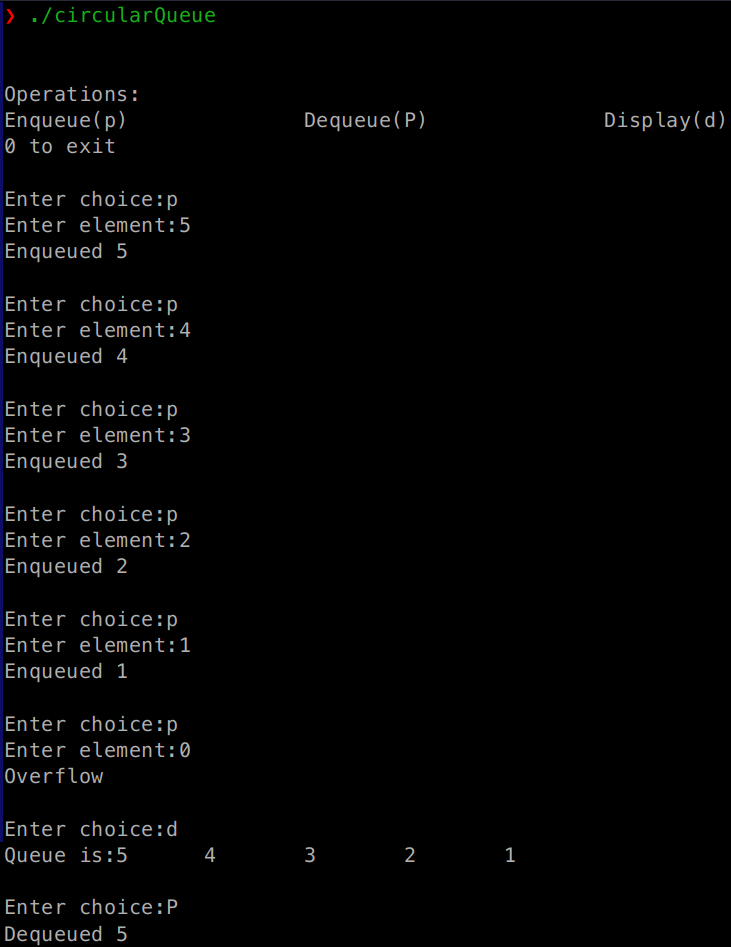 ❯ ./circularQueue
Operations:
Enqueue(p) Dequeue(P) Display(d)
0 to exit
Enter choice:p
Enter element:5
Enqueued 5
Enter choice:p
Enter element:4
Enqueued 4
Enter choice:p
Enter element:3
Enqueued 3
Enter choice:p
Enter element:2
Enqueued 2
Enter choice:p
Enter element:1
Enqueued 1
Enter choice:p
Enter element:0
Overflow
Enter choice:d
Queue is:5 4 3 2 1
Enter choice:P
Dequeued 5